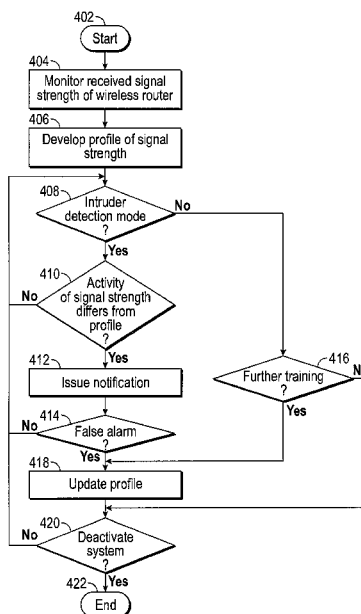 402
Start
404
Monitor received signal
strength of wireless router
406
Develop profile of signal
strength
408
Intruder
detection mode
?
No
Yes
410
Activity
of signal strength
differs from
profile
?
No
Yes
412
Issue notification
416
Further training
?
Yes
414
False alarm
?
No
Yes
418
Update profile
420
Deactivate
system
?
No
Yes
422
End